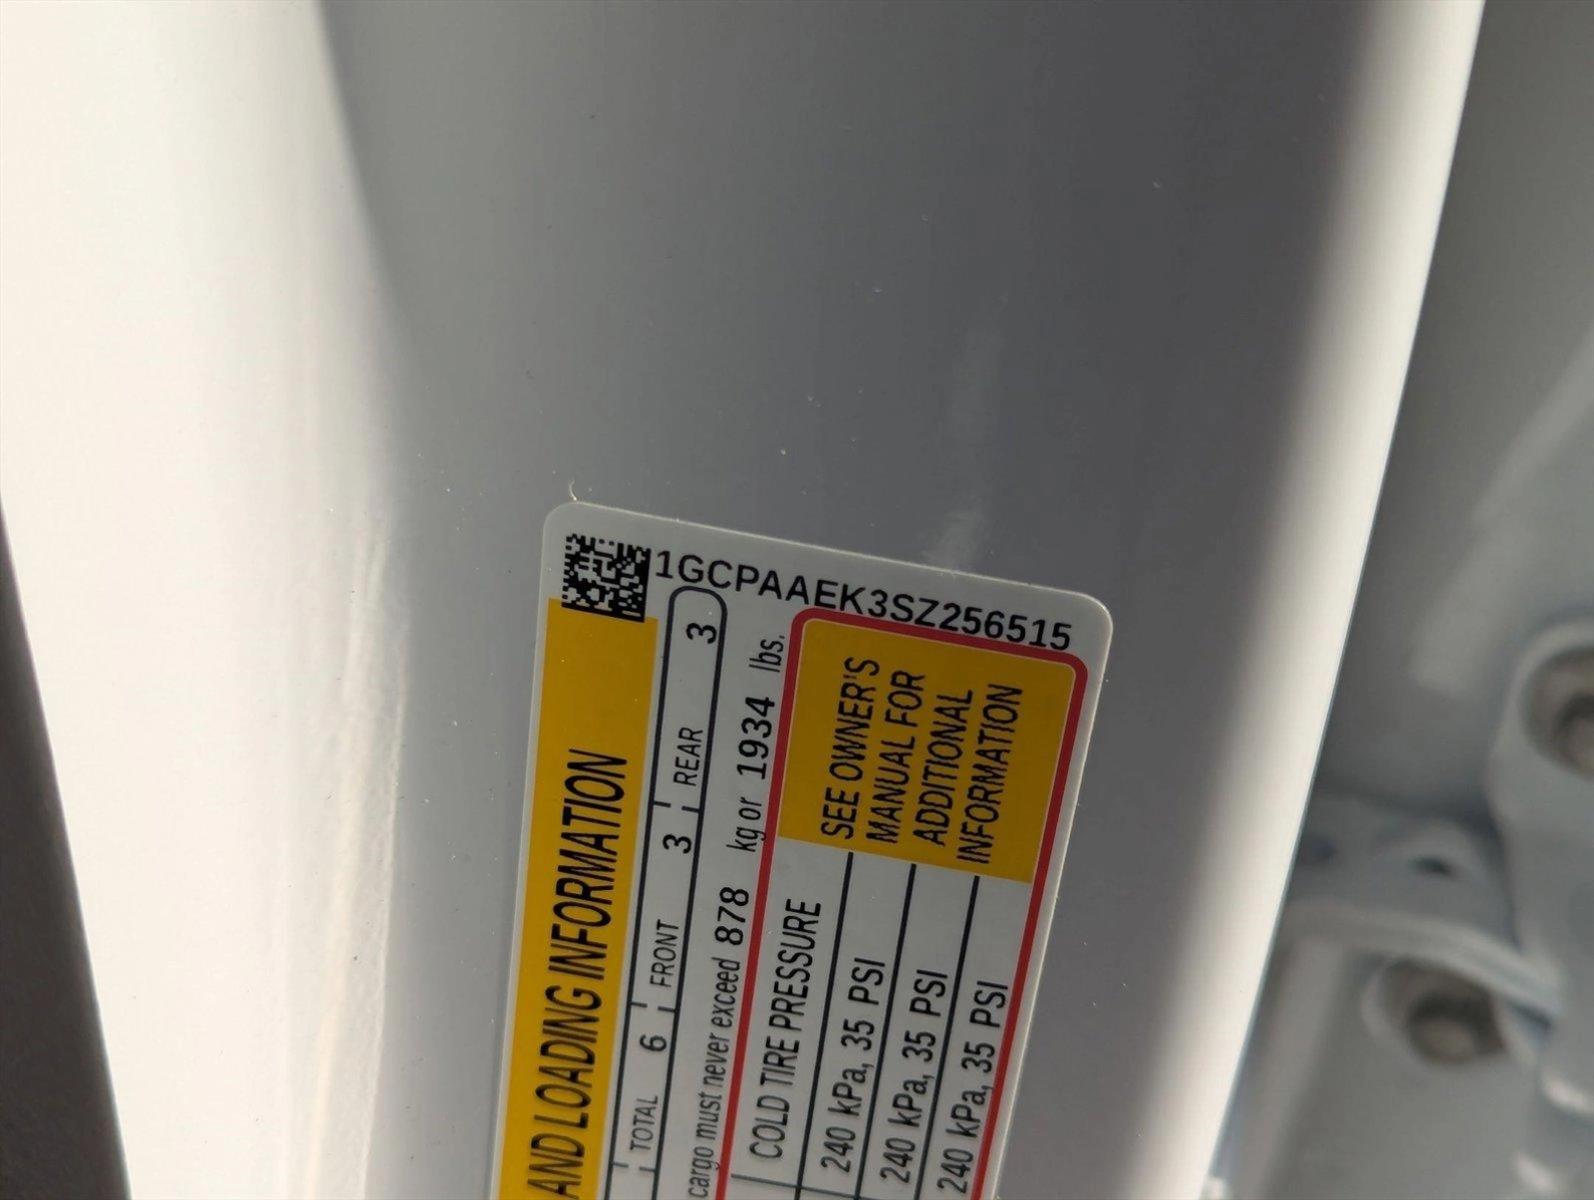 1GCPAAEK3SZ256515
AND LOADING INFORMATION
TOTAL 6 FRONT 3 REAR 3
cargo must never exceed 878 kg or 1934 lbs.
COLD TIRE PRESSURE
240 kPa, 35 PSI
240 kPa, 35 PSI
240 kPa, 35 PSI
SEE OWNER'S
MANUAL FOR
ADDITIONAL
INFORMATION